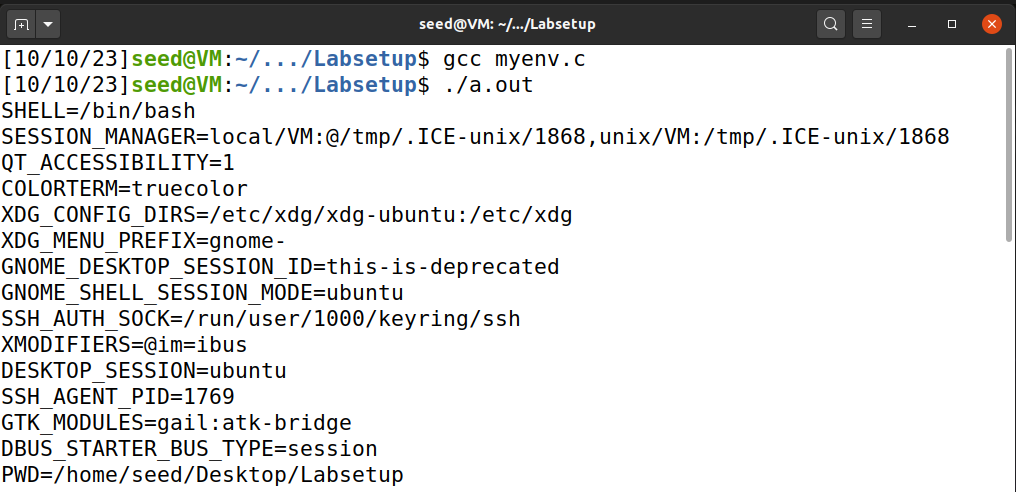 seed@VM: ~/.../Labsetup
[10/10/23]seed@VM:~/.../Labsetup$ gcc myenv.c
[10/10/23]seed@VM:~/.../Labsetup$ ./a.out
SHELL=/bin/bash
SESSION_MANAGER=local/VM:@/tmp/.ICE-unix/1868,unix/VM:/tmp/.ICE-unix/1868
QT_ACCESSIBILITY=1
COLORTERM=truecolor
XDG_CONFIG_DIRS=/etc/xdg/xdg-ubuntu:/etc/xdg
XDG_MENU_PREFIX=gnome-
GNOME_DESKTOP_SESSION_ID=this-is-deprecated
GNOME_SHELL_SESSION_MODE=ubuntu
SSH_AUTH_SOCK=/run/user/1000/keyring/ssh
XMODIFIERS=@im=ibus
DESKTOP_SESSION=ubuntu
SSH_AGENT_PID=1769
GTK_MODULES=gail:atk-bridge
DBUS_STARTER_BUS_TYPE=session
PWD=/home/seed/Desktop/Labsetup